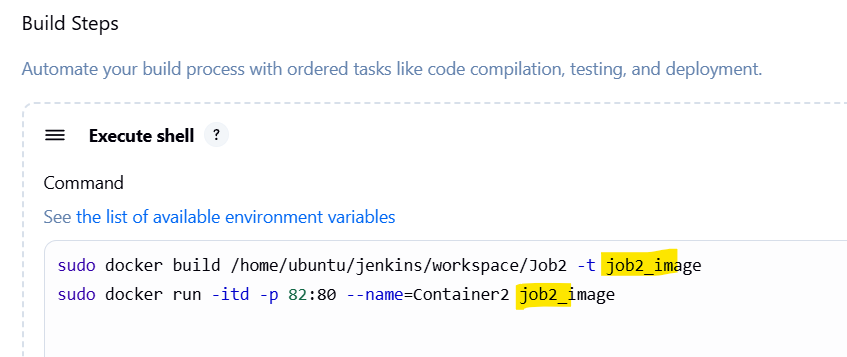 Build Steps
Automate your build process with ordered tasks like code compilation, testing, and deployment.
Execute shell ?
Command
See the list of available environment variables
sudo docker build /home/ubuntu/jenkins/workspace/Job2 -t job2_image
sudo docker run -itd -p 82:80 --name=Container2 job2_image